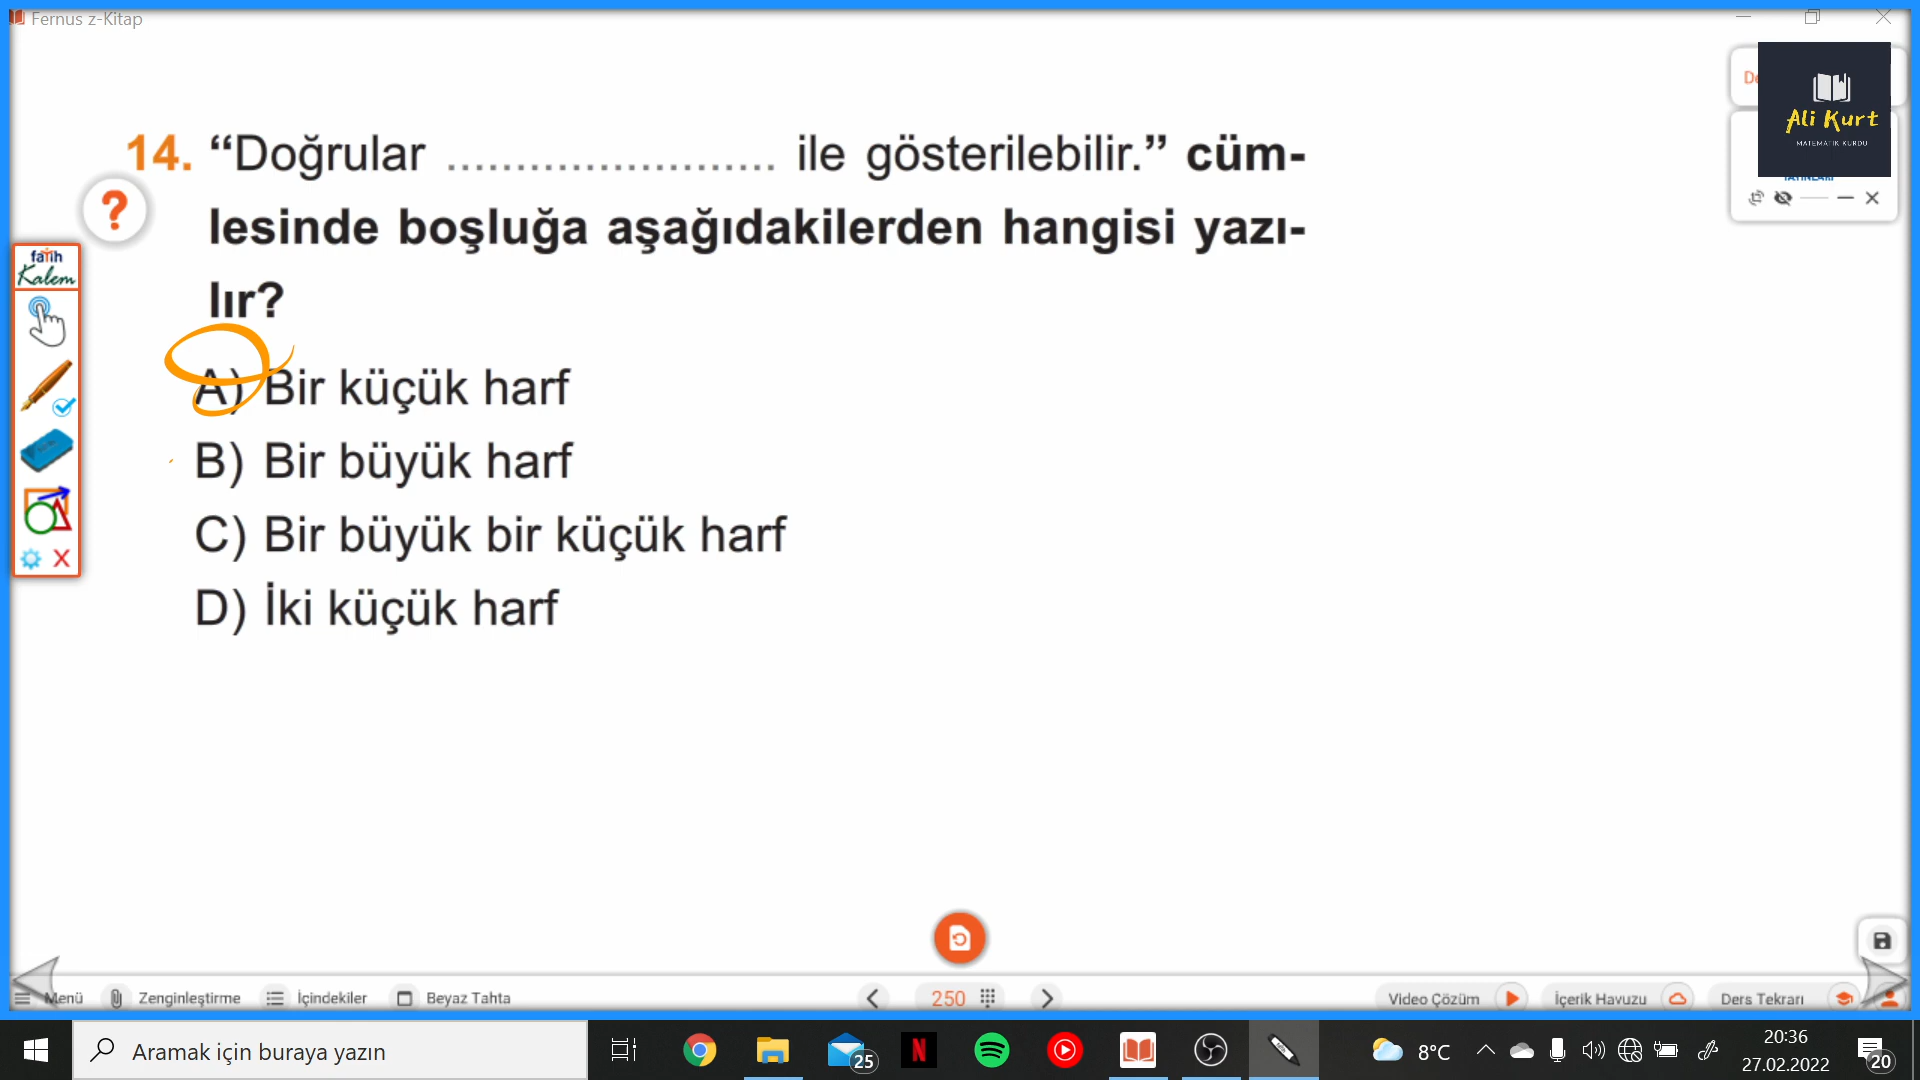 Fernus z-Kitap
Ali Kurt
MATEMATİK KURDU
14. “Doğrular ........................ ile gösterilebilir.” cüm-
lesinde boşluğa aşağıdakilerden hangisi yazı-
lır?
?
fatih
Kalem
A) Bir küçük harf
B) Bir büyük harf
C) Bir büyük bir küçük harf
D) İki küçük harf
Menü Zenginleştirme İçindekiler Beyaz Tahta 250 Video Çözüm İçerik Havuzu Ders Tekrarı
Aramak için buraya yazın 25 8°C 20:36
27.02.2022 20